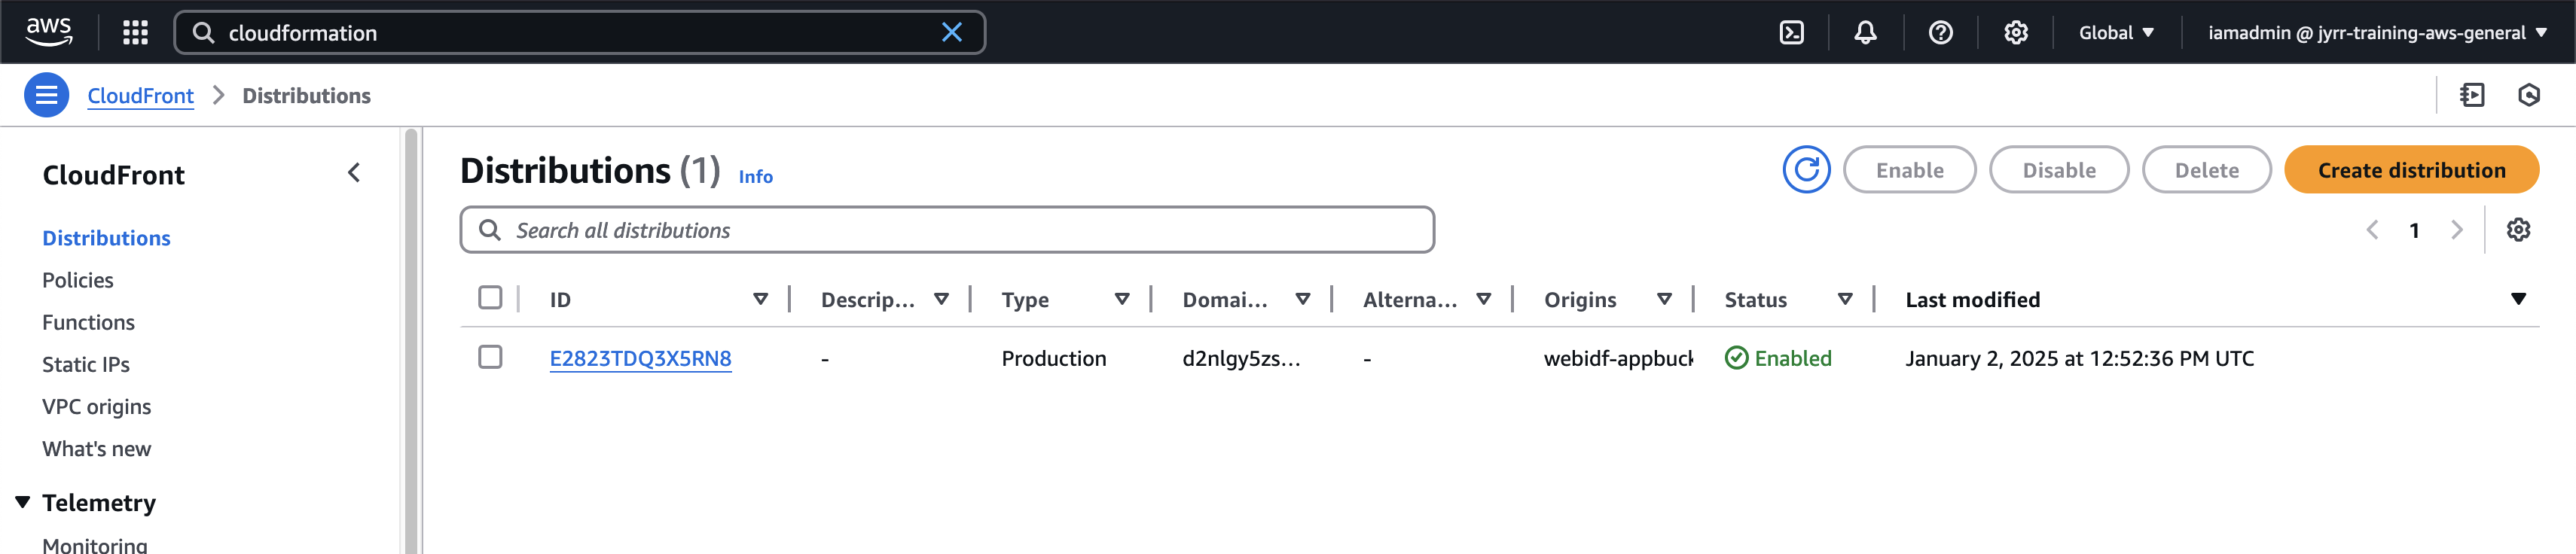 aws
cloudformation
Global
iamadmin @ jyrr-training-aws-general
CloudFront
Distributions
CloudFront
Distributions
Policies
Functions
Static IPs
VPC origins
What's new
Telemetry
Monitoring
Distributions (1) Info
Enable
Disable
Delete
Create distribution
Search all distributions
1
ID Descrip... Type Domai... Alterna... Origins Status Last modified
E2823TDQ3X5RN8 - Production d2nlgy5zs... - webidf-appbuck Enabled January 2, 2025 at 12:52:36 PM UTC